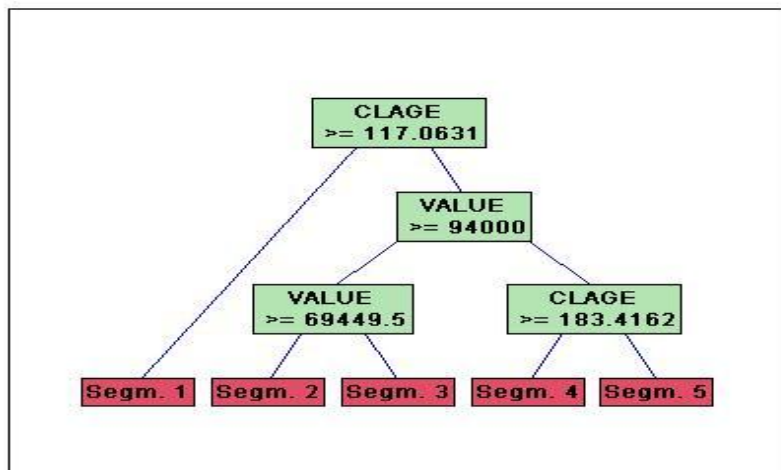 CLAGE
>= 117.0631
VALUE
>= 94000
VALUE
>= 69449.5
CLAGE
>= 183.4162
Segm. 1
Segm. 2
Segm. 3
Segm. 4
Segm. 5